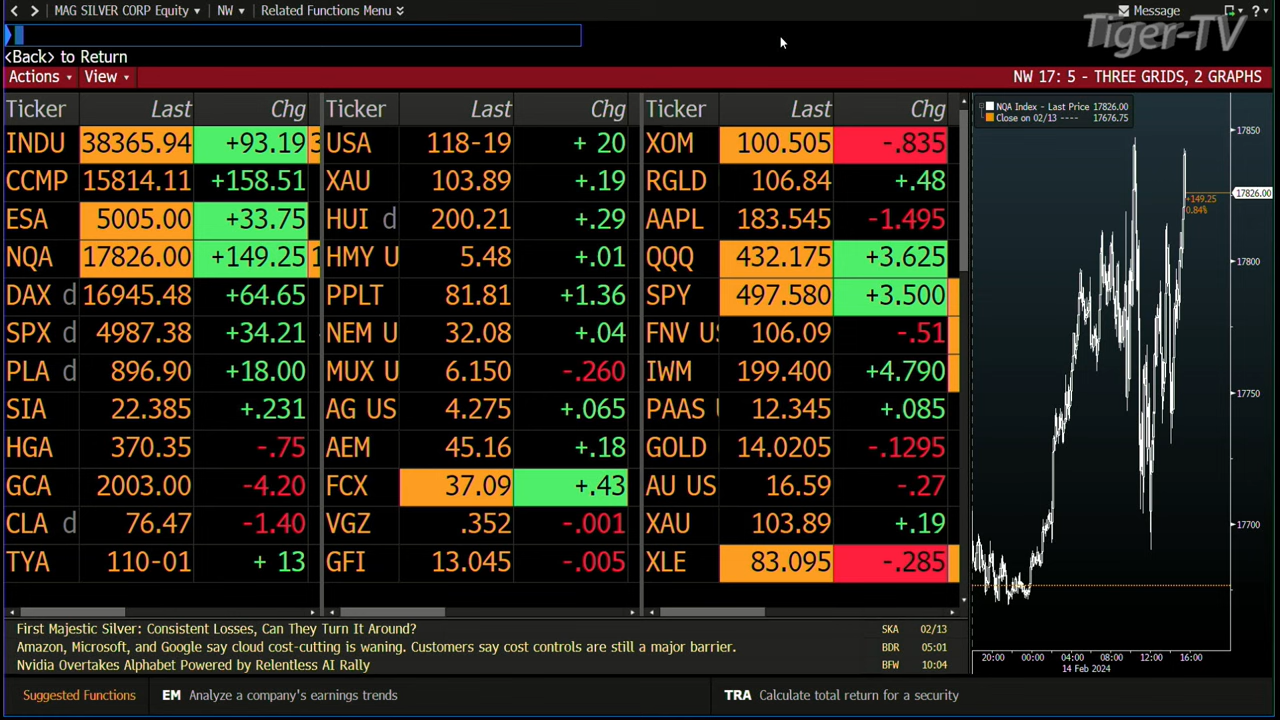 MAG SILVER CORP Equity NW Related Functions Menu Message ?
Tiger-TV
<Back> to Return
Actions View NW 17: 5 - THREE GRIDS, 2 GRAPHS
Ticker Last Chg Ticker Last Chg Ticker Last Chg
INDU 38365.94 +93.19 USA 118-19 + 20 XOM 100.505 -.835
CCMP 15814.11 +158.51 XAU 103.89 +.19 RGLD 106.84 +.48
ESA 5005.00 +33.75 HUI d 200.21 +.29 AAPL 183.545 -1.495
NQA 17826.00 +149.25 HMY U 5.48 +.01 QQQ 432.175 +3.625
DAX d 16945.48 +64.65 PPLT 81.81 +1.36 SPY 497.580 +3.500
SPX d 4987.38 +34.21 NEM U 32.08 +.04 FNV US 106.09 -.51
PLA d 896.90 +18.00 MUX U 6.150 -.260 IWM 199.400 +4.790
SIA 22.385 +.231 AG US 4.275 +.065 PAAS 12.345 +.085
HGA 370.35 -.75 AEM 45.16 +.18 GOLD 14.0205 -.1295
GCA 2003.00 -4.20 FCX 37.09 +.43 AU US 16.59 -.27
CLA d 76.47 -1.40 VGZ .352 -.001 XAU 103.89 +.19
TYA 110-01 + 13 GFI 13.045 -.005 XLE 83.095 -.285
NQA Index - Last Price 17826.00
Close on 02/13 ---- 17676.75
17850
17826.00
+149.25
0.84%
17800
17750
17700
20:00 00:00 04:00 08:00 12:00 16:00
14 Feb 2024
First Majestic Silver: Consistent Losses, Can They Turn It Around? SKA 02/13
Amazon, Microsoft, and Google say cloud cost-cutting is waning. Customers say cost controls are still a major barrier. BDR 05:01
Nvidia Overtakes Alphabet Powered by Relentless AI Rally BFW 10:04
Suggested Functions EM Analyze a company's earnings trends TRA Calculate total return for a security